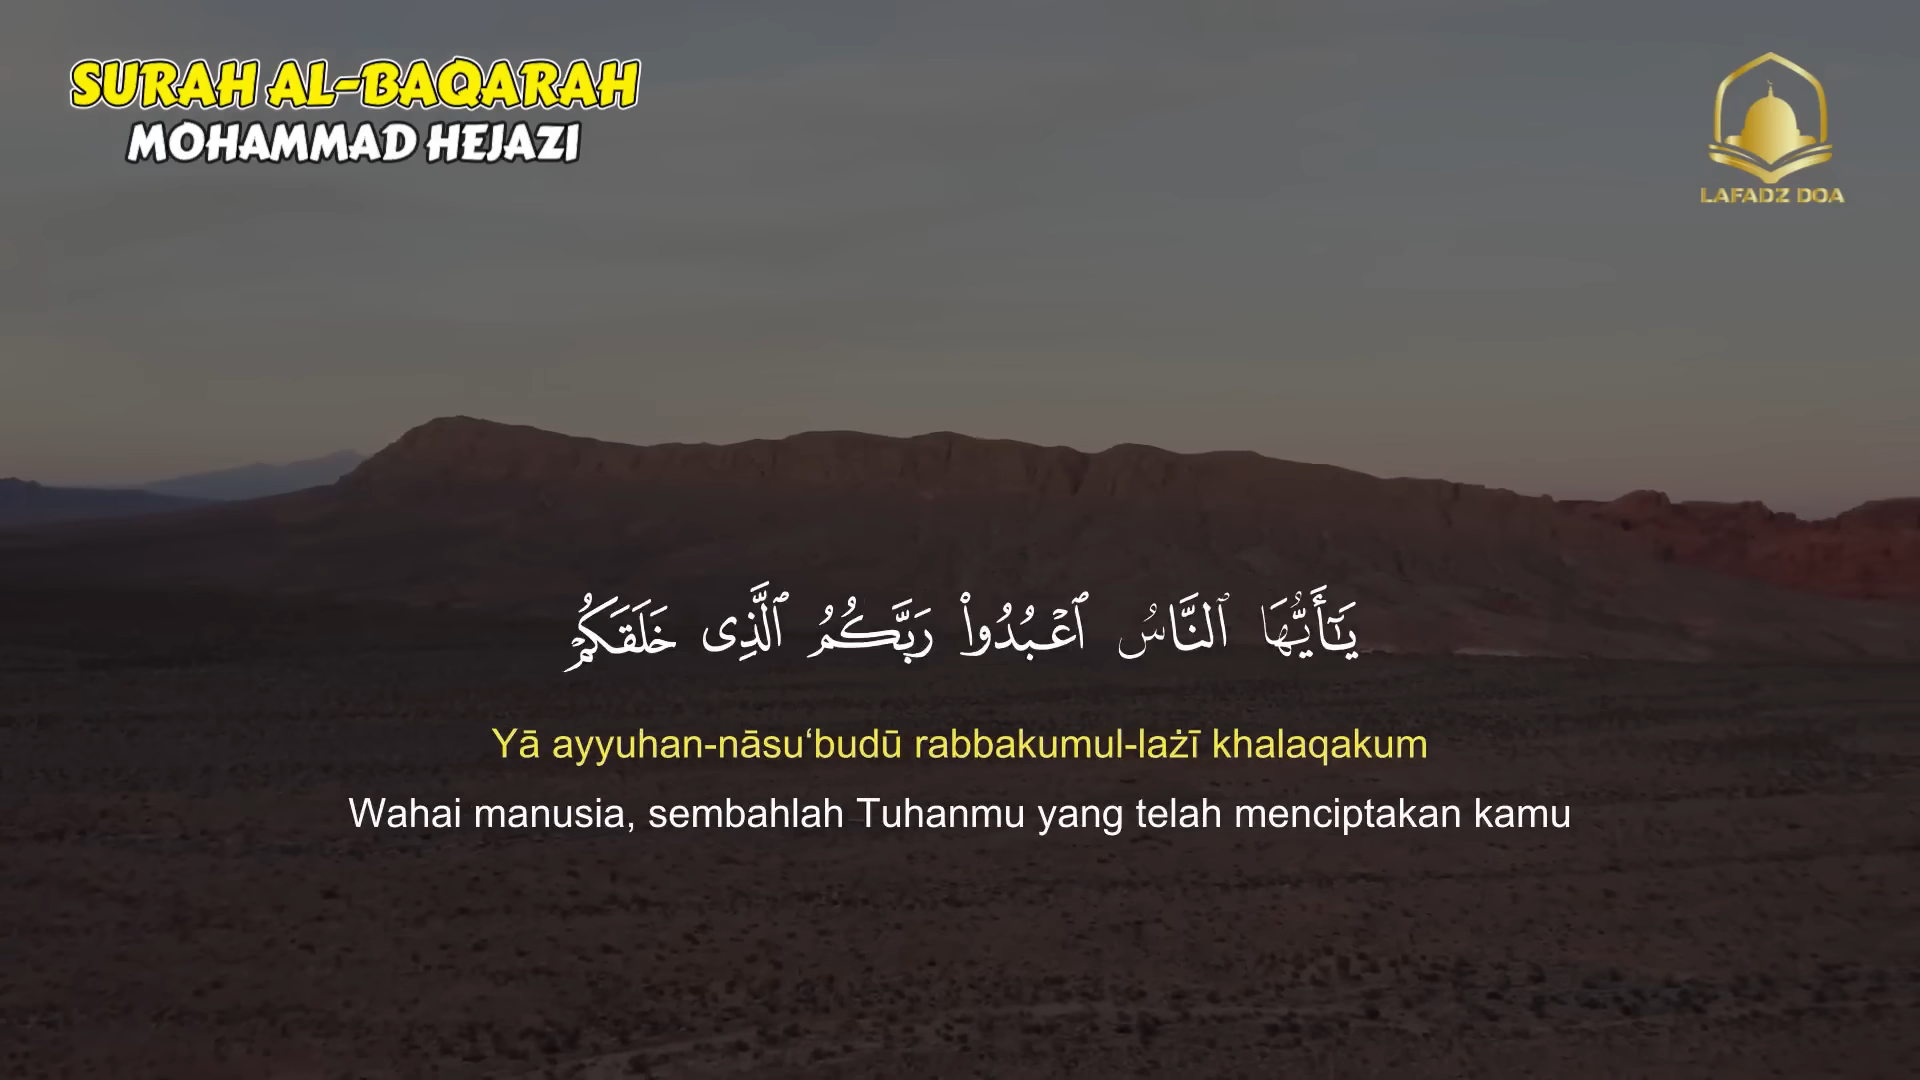 SURAH AL-BAQARAH
MOHAMMAD HEJAZI
LAFADZ DOA
يَـٰٓأَيُّهَا ٱلنَّاسُ ٱعْبُدُوا۟ رَبَّكُمُ ٱلَّذِى خَلَقَكُمْ
Yā ayyuhan-nāsu‘budū rabbakumul-lażī khalaqakum
Wahai manusia, sembahlah Tuhanmu yang telah menciptakan kamu